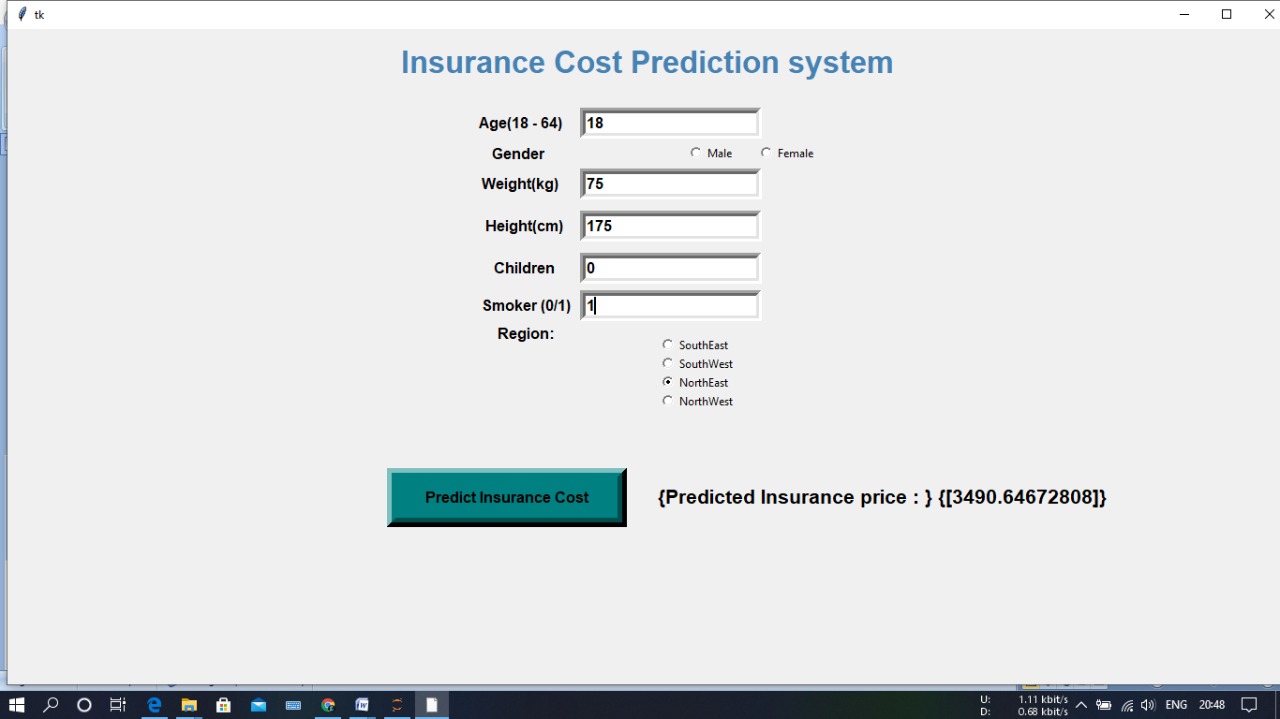 tk
Insurance Cost Prediction system
Age(18 - 64) 18
Gender Male Female
Weight(kg) 75
Height(cm) 175
Children 0
Smoker (0/1) 1
Region:
SouthEast
SouthWest
NorthEast
NorthWest
Predict Insurance Cost {Predicted Insurance price : } {[3490.64672808]}
U: 1.11 kbit/s
D: 0.68 kbit/s
ENG 20:48